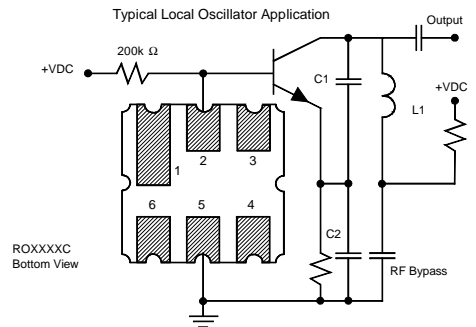 Typical Local Oscillator Application
Output
200k Ω
+VDC
C1
+VDC
L1
1
2
3
6
5
4
C2
ROXXXXC
Bottom View
RF Bypass